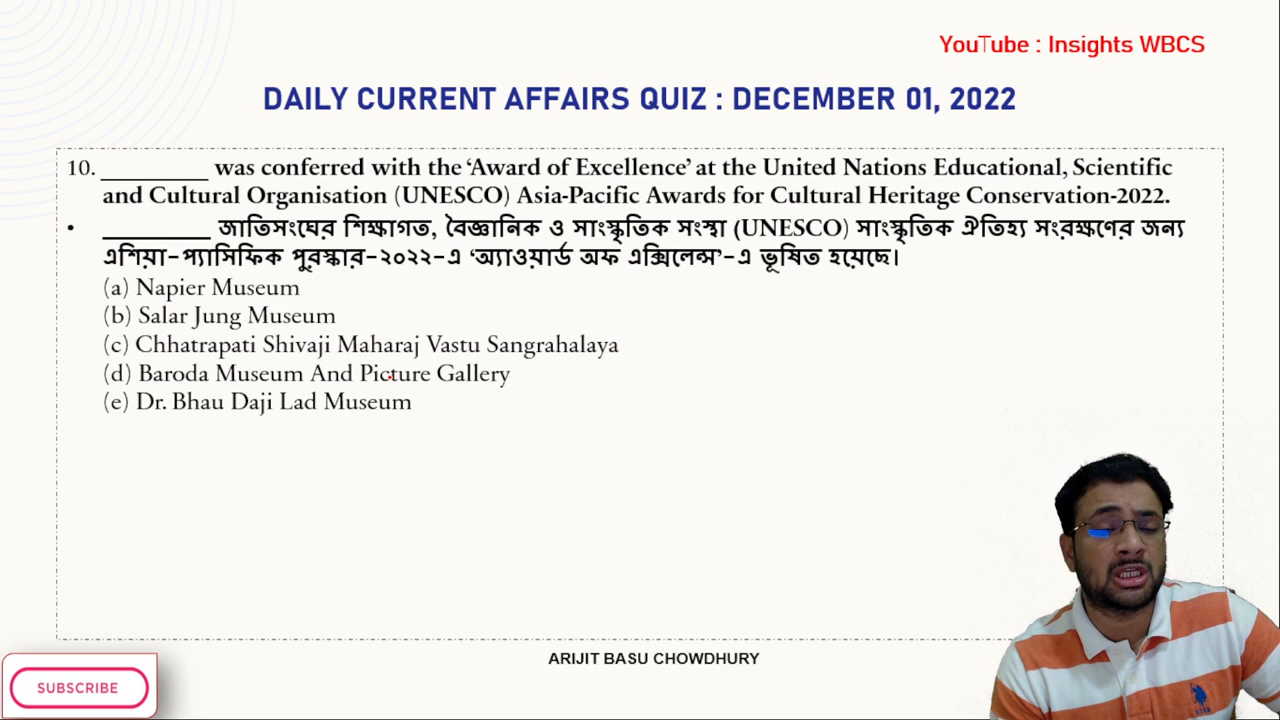 YouTube : Insights WBCS
DAILY CURRENT AFFAIRS QUIZ : DECEMBER 01, 2022
10. _________ was conferred with the ‘Award of Excellence’ at the United Nations Educational, Scientific
and Cultural Organisation (UNESCO) Asia-Pacific Awards for Cultural Heritage Conservation-2022.
• _________ জাতিসংঘের শিক্ষাগত, বৈজ্ঞানিক ও সাংস্কৃতিক সংস্থা (UNESCO) সাংস্কৃতিক ঐতিহ্য সংরক্ষণের জন্য
এশিয়া-প্যাসিফিক পুরস্কার-২০২২-এ ‘অ্যাওয়ার্ড অফ এক্সিলেন্স’-এ ভূষিত হয়েছে।
(a) Napier Museum
(b) Salar Jung Museum
(c) Chhatrapati Shivaji Maharaj Vastu Sangrahalaya
(d) Baroda Museum And Picture Gallery
(e) Dr. Bhau Daji Lad Museum
ARIJIT BASU CHOWDHURY
SUBSCRIBE